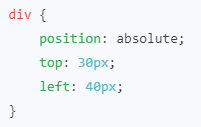 div {
    position: absolute;
    top: 30px;
    left: 40px;
}